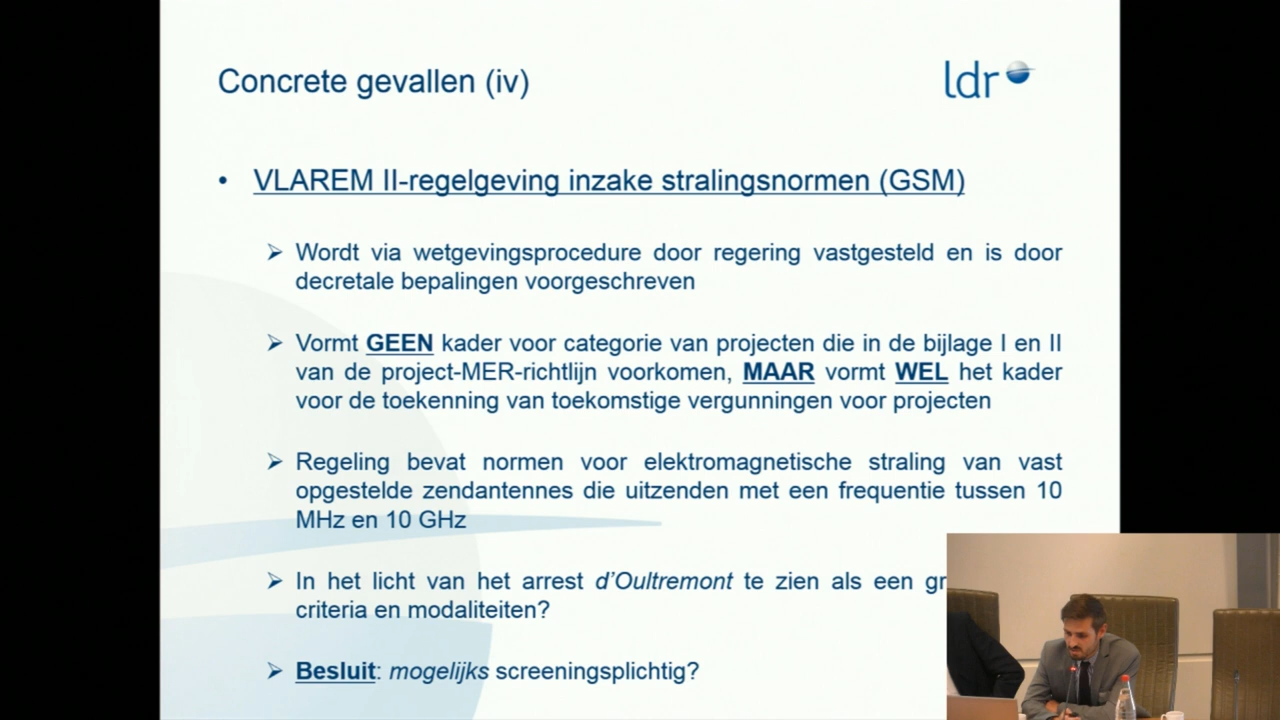 Concrete gevallen (iv)
ldr
• VLAREM II-regelgeving inzake stralingsnormen (GSM)
➢ Wordt via wetgevingsprocedure door regering vastgesteld en is door
decretale bepalingen voorgeschreven
➢ Vormt GEEN kader voor categorie van projecten die in de bijlage I en II
van de project-MER-richtlijn voorkomen, MAAR vormt WEL het kader
voor de toekenning van toekomstige vergunningen voor projecten
➢ Regeling bevat normen voor elektromagnetische straling van vast
opgestelde zendantennes die uitzenden met een frequentie tussen 10
MHz en 10 GHz
➢ In het licht van het arrest d'Oultremont te zien als een
criteria en modaliteiten?
➢ Besluit: mogelijks screeningsplichtig?